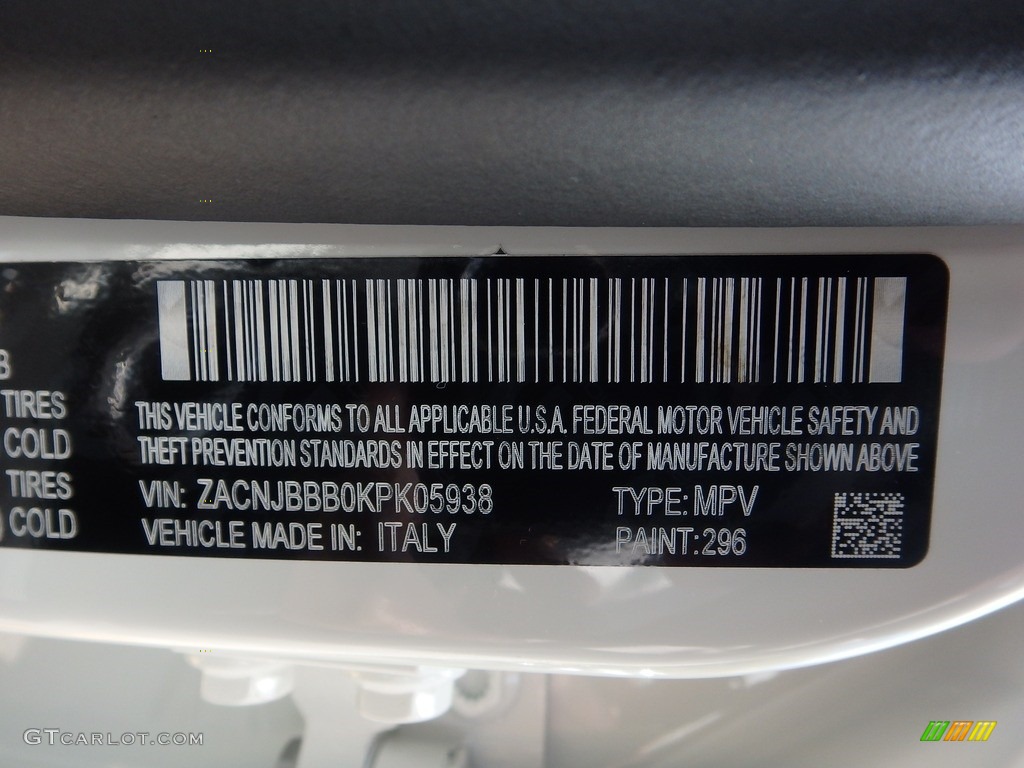 B
TIRES
COLD
TIRES
) COLD
THIS VEHICLE CONFORMS TO ALL APPLICABLE U.S.A. FEDERAL MOTOR VEHICLE SAFETY AND
THEFT PREVENTION STANDARDS IN EFFECT ON THE DATE OF MANUFACTURE SHOWN ABOVE
VIN: ZACNJBBB0KPK05938 TYPE: MPV
VEHICLE MADE IN: ITALY PAINT: 296
GTCARLOT.COM